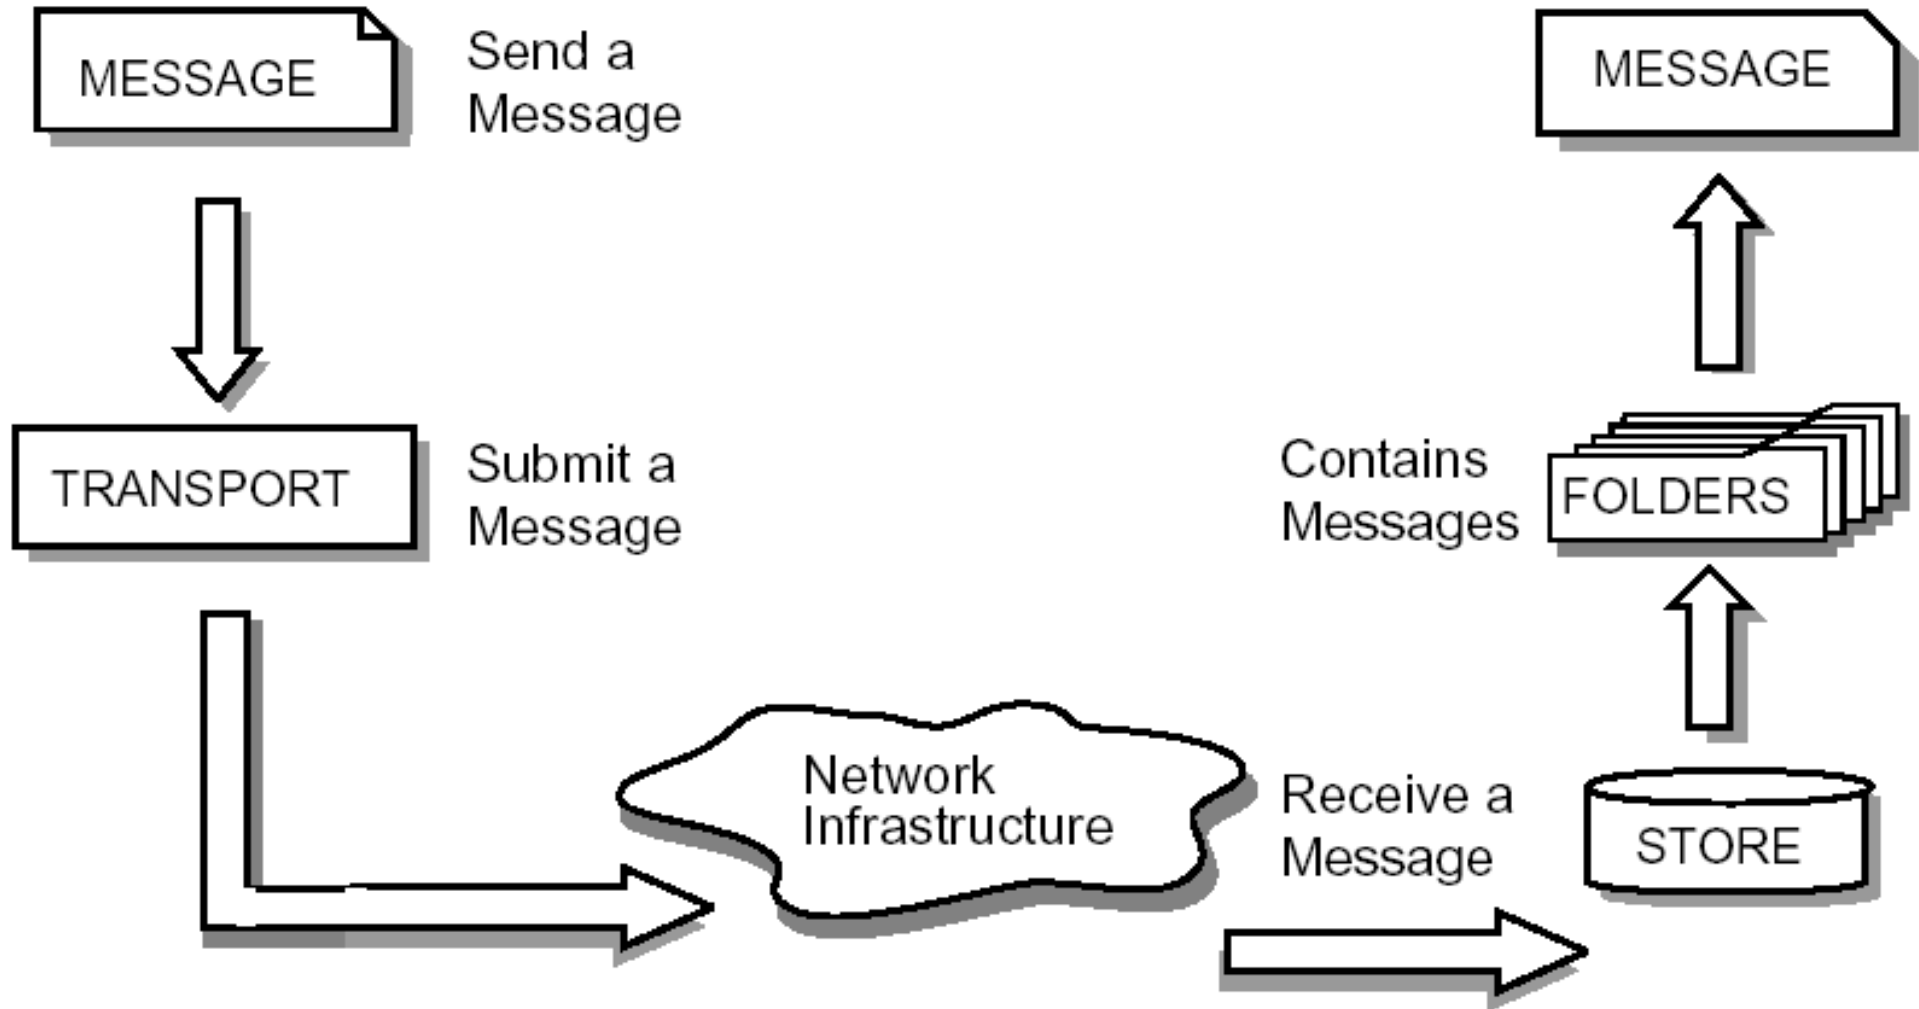 MESSAGE
Send a
Message
MESSAGE
TRANSPORT
Submit a
Message
Contains
Messages
FOLDERS
Network
Infrastructure
Receive a
Message
STORE